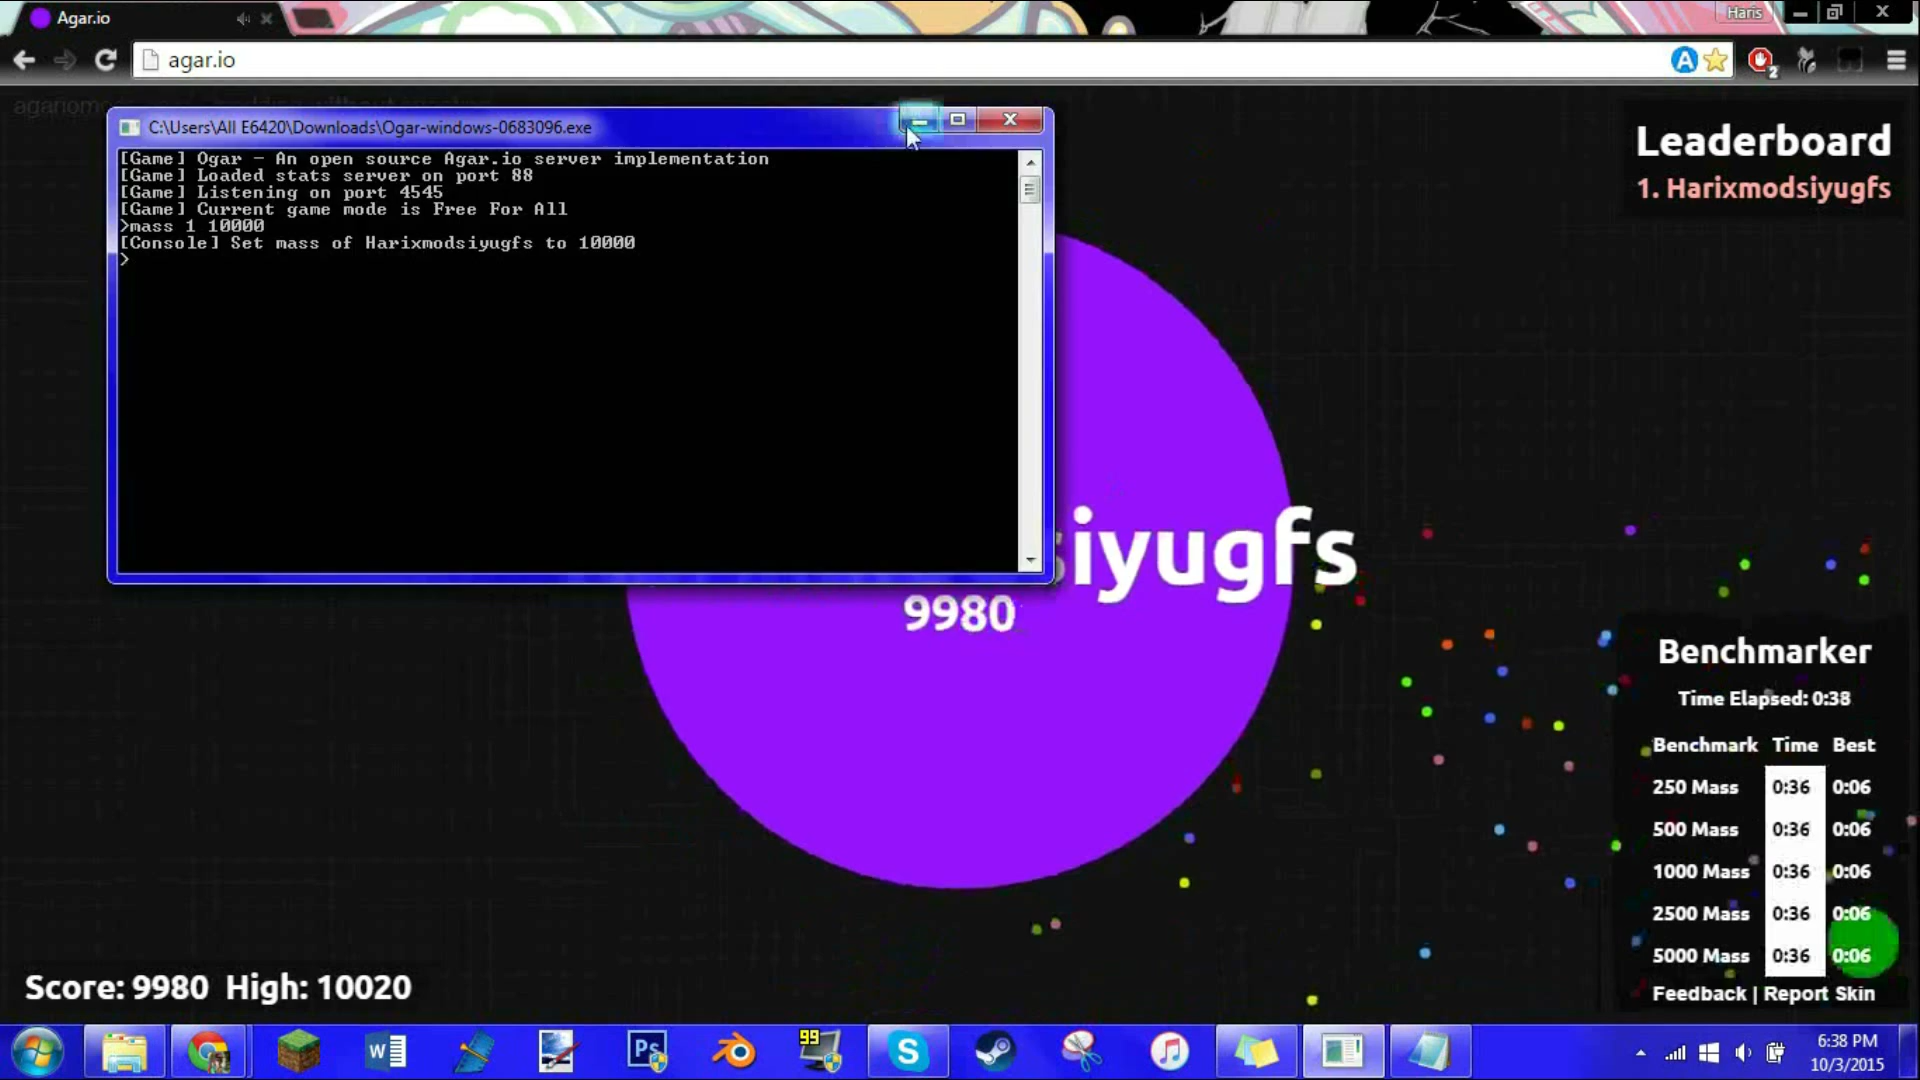 Agar.io
Haris
agar.io
C:\Users\All E6420\Downloads\Ogar-windows-0683096.exe
[Game] Ogar - An open source Agar.io server implementation
[Game] Loaded stats server on port 88
[Game] Listening on port 4545
[Game] Current game mode is Free For All
>mass 1 10000
[Console] Set mass of Harixmodsiyugfs to 10000
>
Leaderboard
1. Harixmodsiyugfs
siyugfs
9980
Benchmarker
Time Elapsed: 0:38
Benchmark Time Best
250 Mass 0:36 0:06
500 Mass 0:36 0:06
1000 Mass 0:36 0:06
2500 Mass 0:36 0:06
5000 Mass 0:36 0:06
Feedback | Report Skin
Score: 9980 High: 10020
99
6:38 PM
10/3/2015